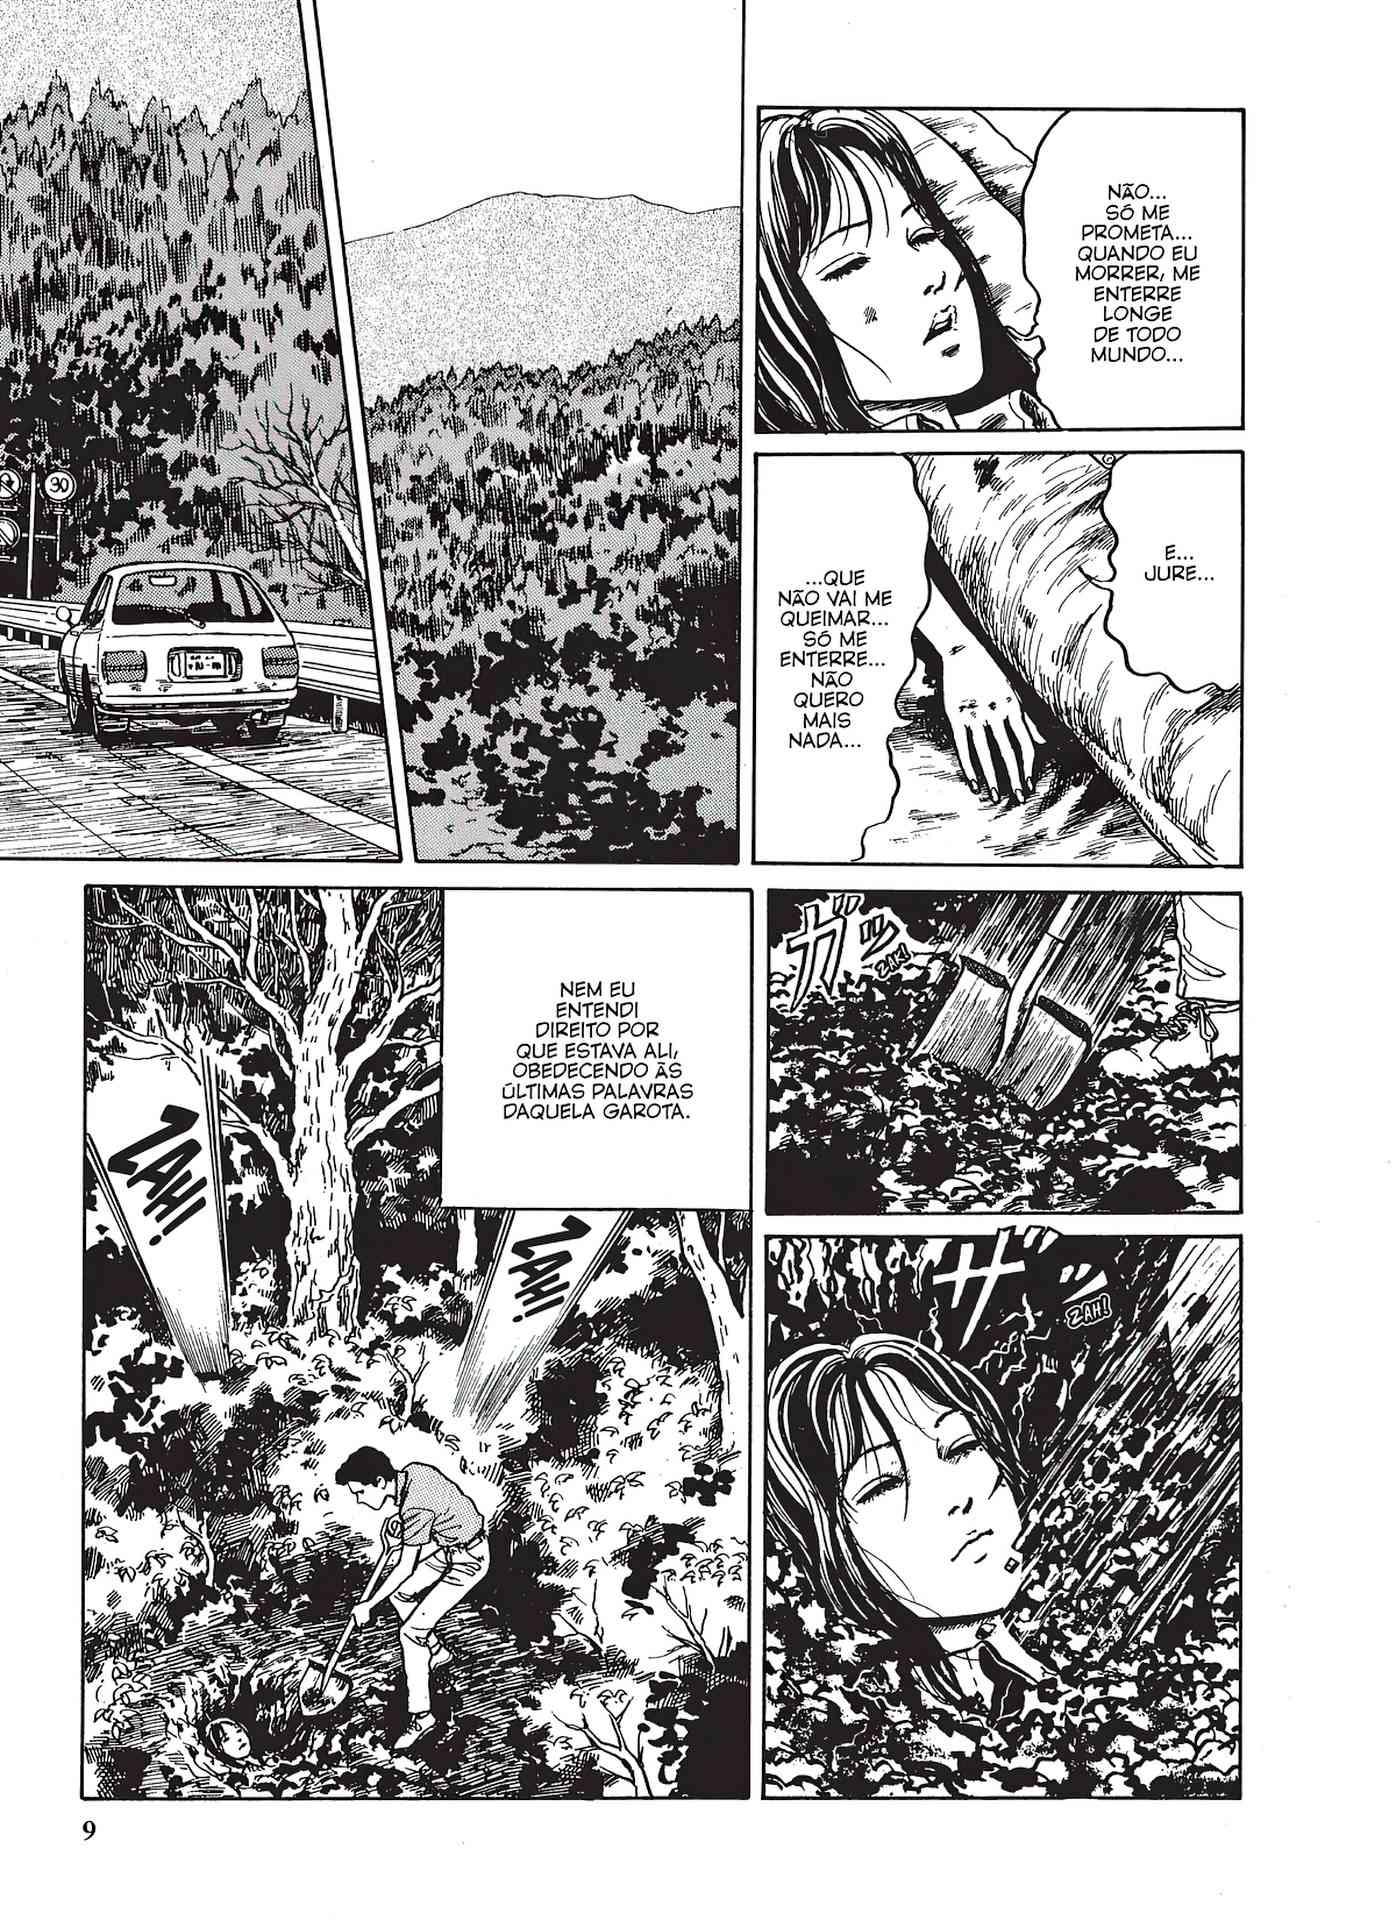 NÃO...
SÓ ME
PROMETA...
QUANDO EU
MORRER, ME
ENTERRE
LONGE
DE TODO
MUNDO...
E...
JURE...
...QUE
NÃO VAI ME
QUEIMAR...
SÓ ME
ENTERRE...
NÃO
QUERO
MAIS
NADA...
30
ガッ
ZAK!
ザッ
ZAH!
NEM EU
ENTENDI
DIREITO POR
QUE ESTAVA ALI,
OBEDECENDO ÀS
ÚLTIMAS PALAVRAS
DAQUELA GAROTA.
ZAH!
ZAH!
9